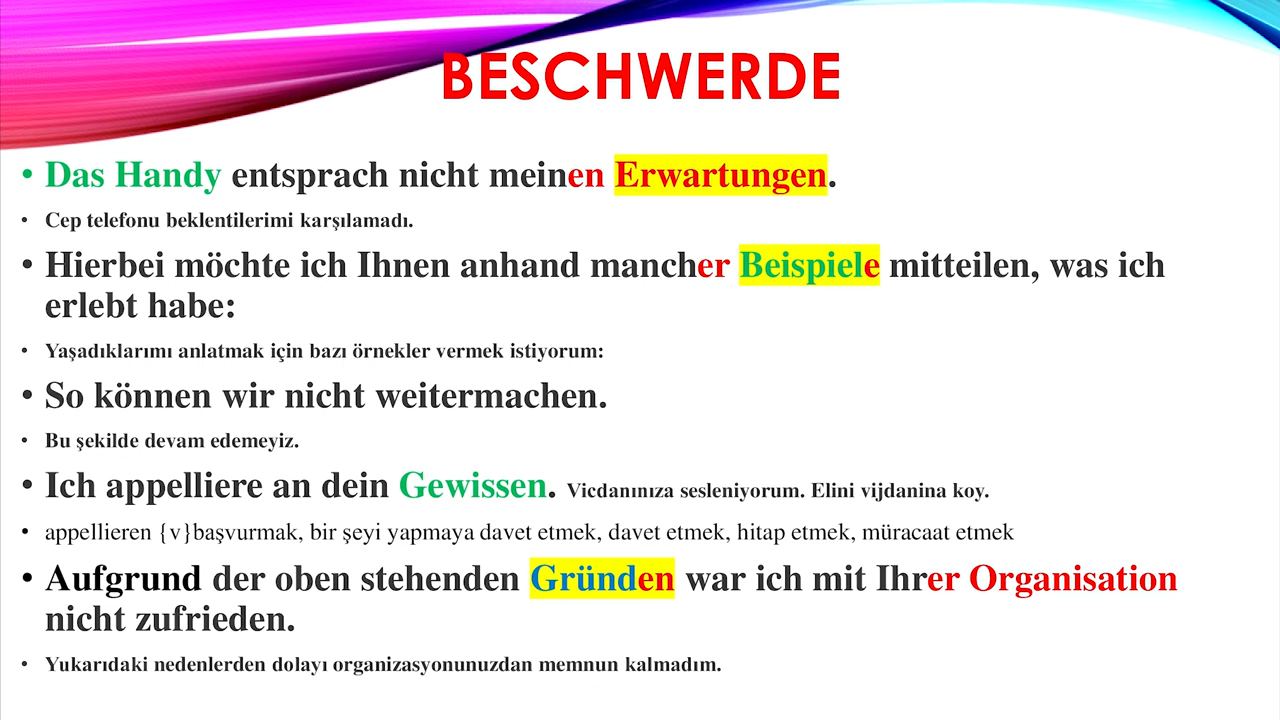 BESCHWERDE
• Das Handy entsprach nicht meinen Erwartungen.
• Cep telefonu beklentilerimi karşılamadı.
• Hierbei möchte ich Ihnen anhand mancher Beispiele mitteilen, was ich
erlebt habe:
• Yaşadıklarımı anlatmak için bazı örnekler vermek istiyorum:
• So können wir nicht weitermachen.
• Bu şekilde devam edemeyiz.
• Ich appelliere an dein Gewissen. Vicdanınıza sesleniyorum. Elini vijdanina koy.
• appellieren {v}başvurmak, bir şeyi yapmaya davet etmek, davet etmek, hitap etmek, müracaat etmek
• Aufgrund der oben stehenden Gründen war ich mit Ihrer Organisation
nicht zufrieden.
• Yukarıdaki nedenlerden dolayı organizasyonunuzdan memnun kalmadım.